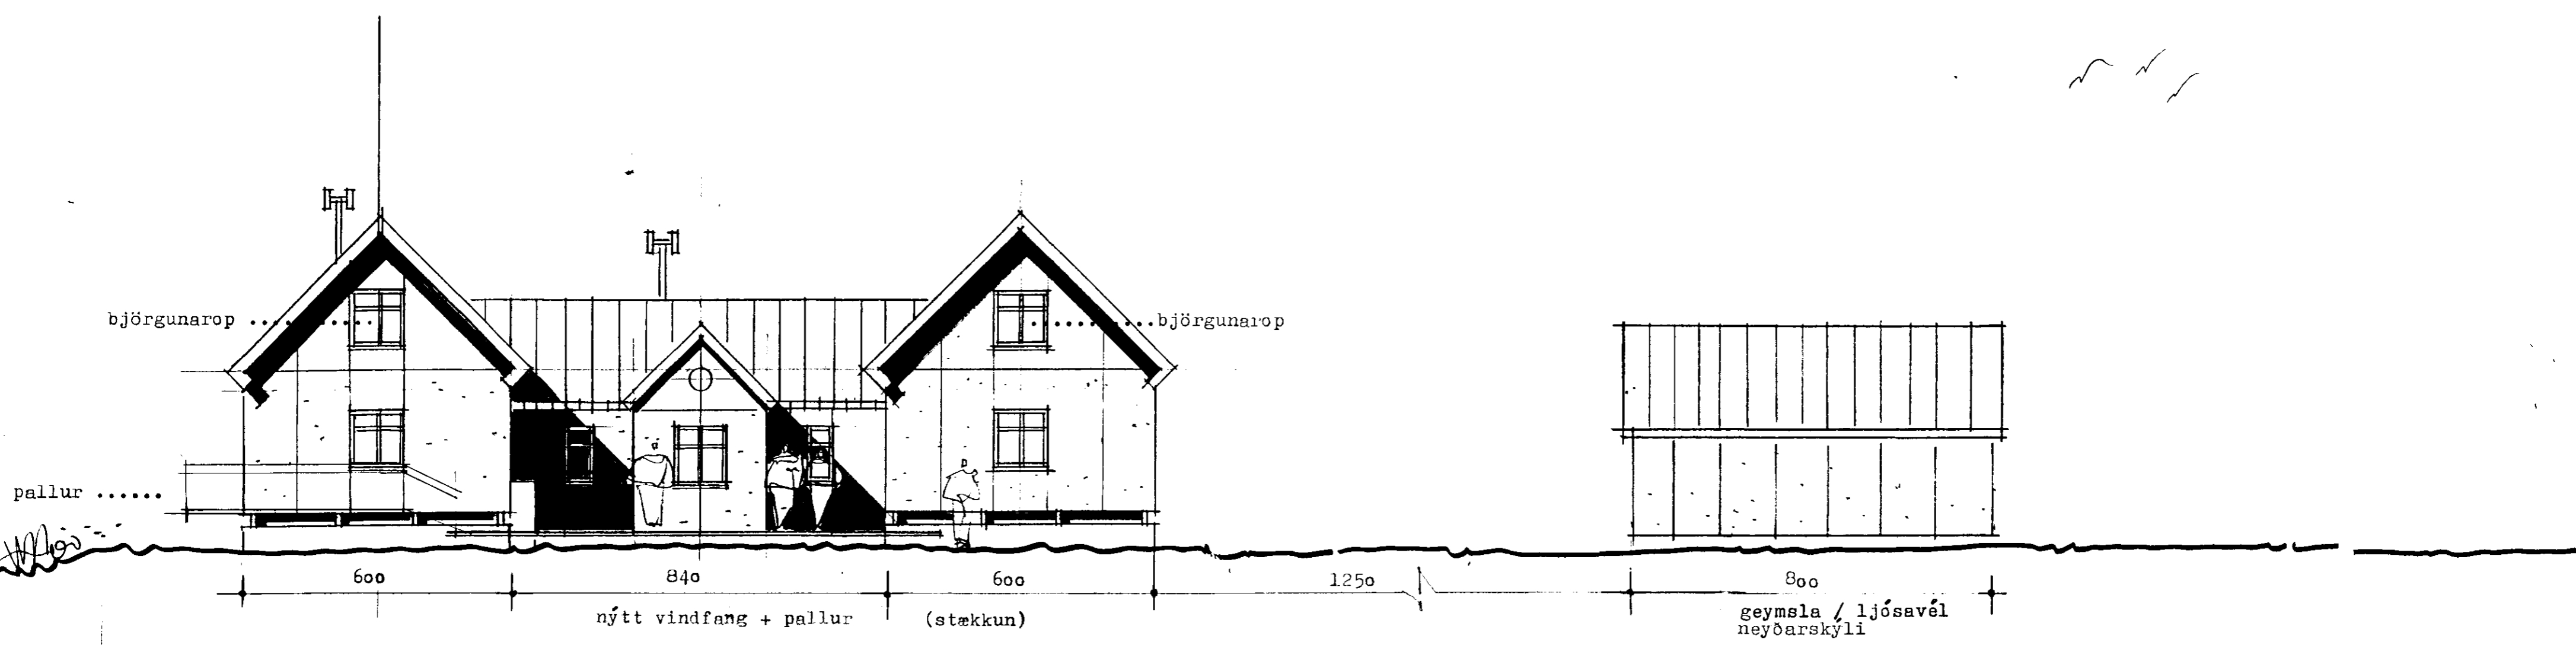 björgunarop
björgunarop
pallur
600
840
600
1250
800
nýtt vindfang + pallur
(stækkun)
geymsla / ljósavél
neyðarskýli